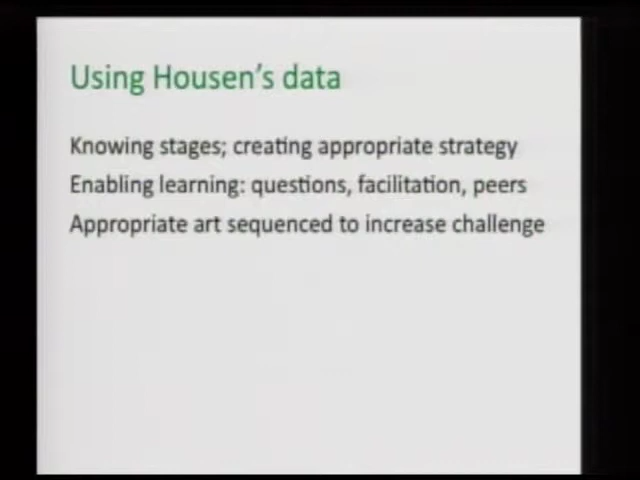 Using Housen's data
Knowing stages; creating appropriate strategy
Enabling learning: questions, facilitation, peers
Appropriate art sequenced to increase challenge